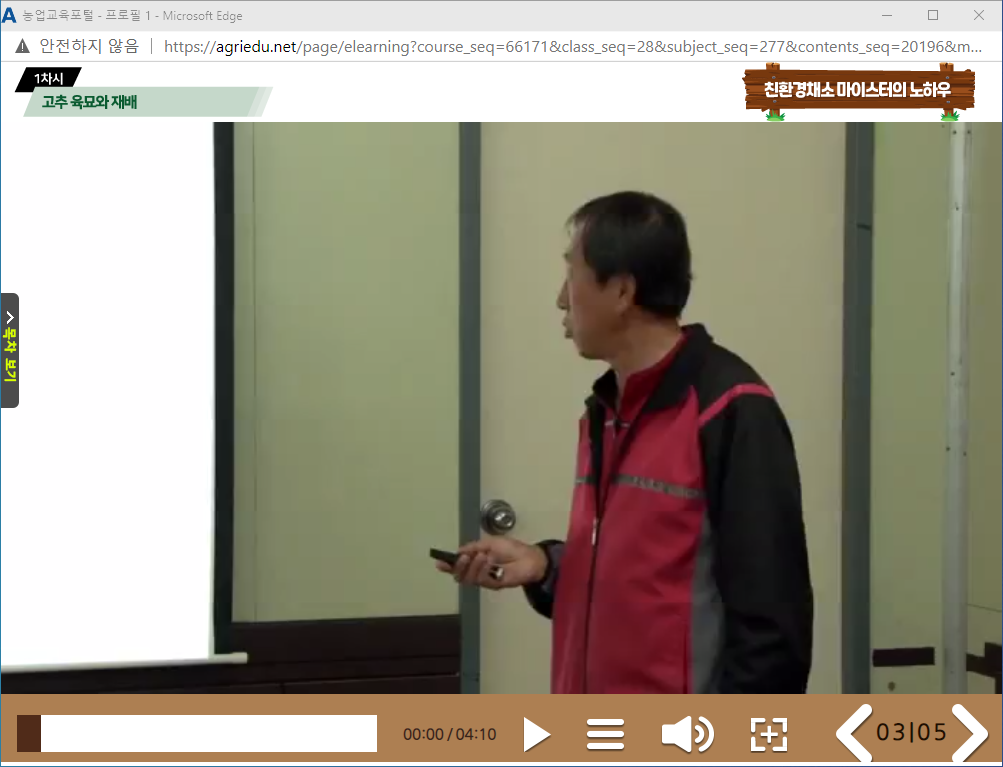 농업교육포털 - 프로필 1 - Microsoft Edge
안전하지 않음 | https://agriedu.net/page/elearning?course_seq=66171&class_seq=28&subject_seq=277&contents_seq=20196&m...
1차시
고추 육묘와 재배
친환경채소 마이스터의 노하우
목차 보기
00:00 / 04:10
03|05